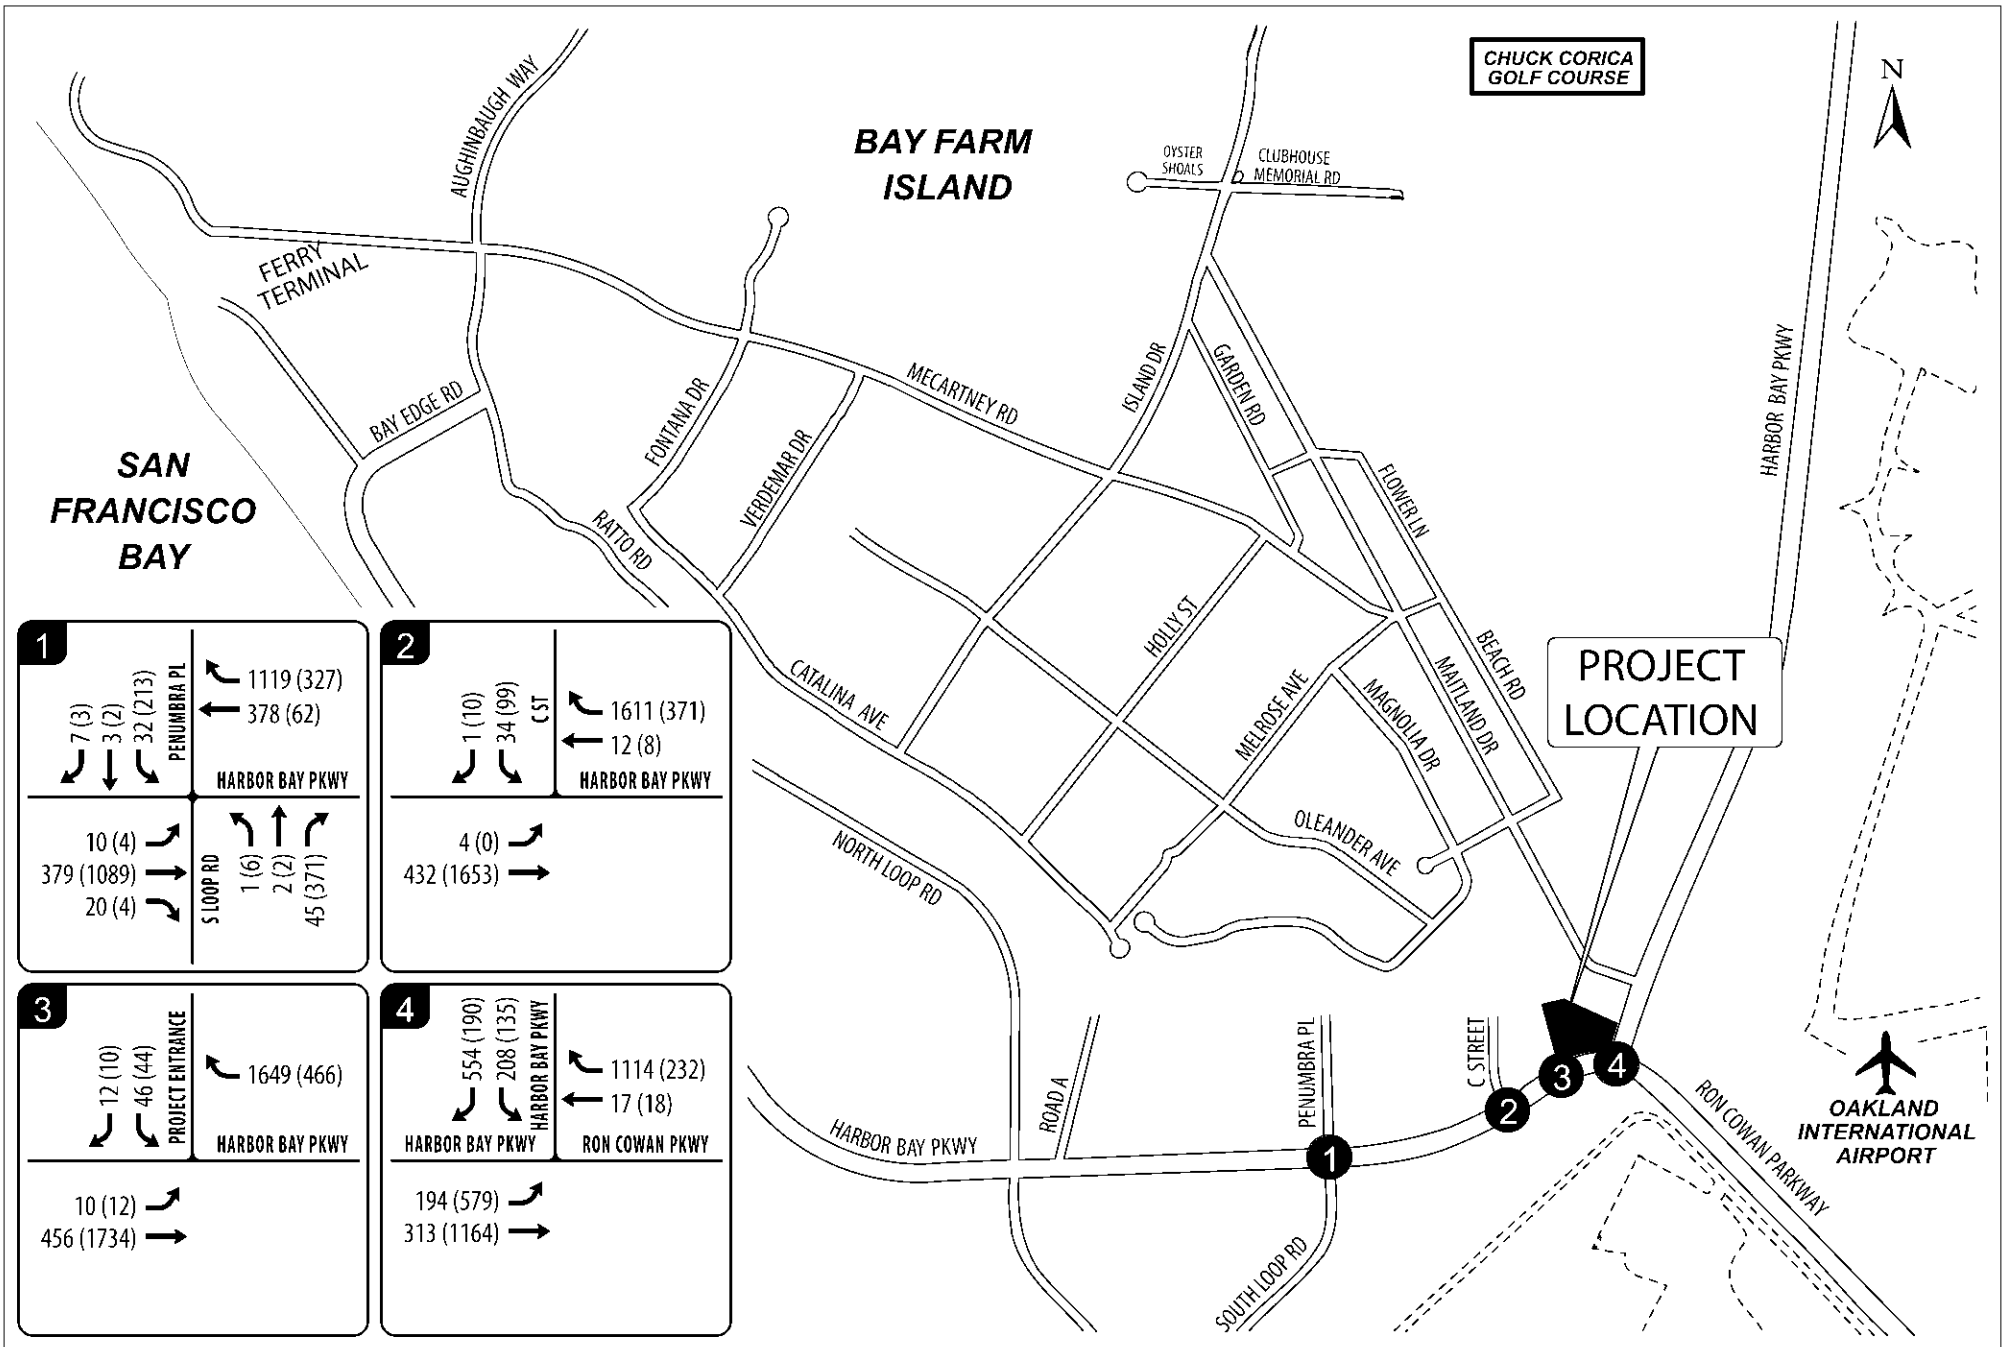 CHUCK CORICA
GOLF COURSE
N
BAY FARM
ISLAND
AUGHINBAUGH WAY
OYSTER
SHOALS
CLUBHOUSE
MEMORIAL RD
FERRY
TERMINAL
HARBOR BAY PKWY
ISLAND DR
GARDEN RD
MECARTNEY RD
FONTANA DR
BAY EDGE RD
VERDEMAR DR
FLOWER LN
SAN
FRANCISCO
BAY
RATTO RD
HOLLY ST
BEACH RD
MAITLAND DR
MELROSE AVE
MAGNOLIA DR
CATALINA AVE
PROJECT
LOCATION
NORTH LOOP RD
OLEANDER AVE
ROAD A
PENUMBRA PL
C STREET
HARBOR BAY PKWY
SOUTH LOOP RD
RON COWAN PARKWAY
OAKLAND
INTERNATIONAL
AIRPORT
1
2
3
4
1
7 (3)
3 (2)
32 (213)
PENUMBRA PL
1119 (327)
378 (62)
HARBOR BAY PKWY
10 (4)
379 (1089)
20 (4)
S LOOP RD
1 (6)
2 (2)
45 (371)
2
1 (10)
34 (99)
C ST
1611 (371)
12 (8)
HARBOR BAY PKWY
4 (0)
432 (1653)
3
12 (10)
46 (44)
PROJECT ENTRANCE
1649 (466)
HARBOR BAY PKWY
10 (12)
456 (1734)
4
554 (190)
208 (135)
HARBOR BAY PKWY
1114 (232)
17 (18)
HARBOR BAY PKWY
RON COWAN PKWY
194 (579)
313 (1164)